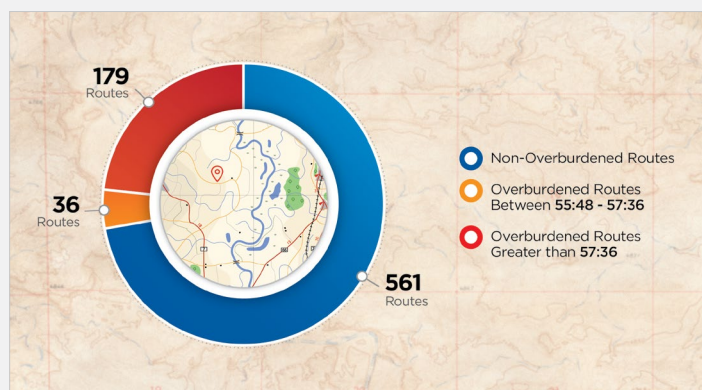 179
Routes
36
Routes
561
Routes
Non-Overburdened Routes
Overburdened Routes
Between 55:48 - 57:36
Overburdened Routes
Greater than 57:36